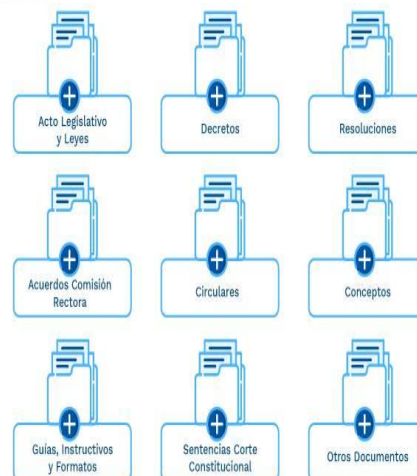 Acto Legislativo
y Leyes
Decretos
Resoluciones
Acuerdos Comisión
Rectora
Circulares
Conceptos
Guías, Instructivos
y Formatos
Sentencias Corte
Constitucional
Otros Documentos